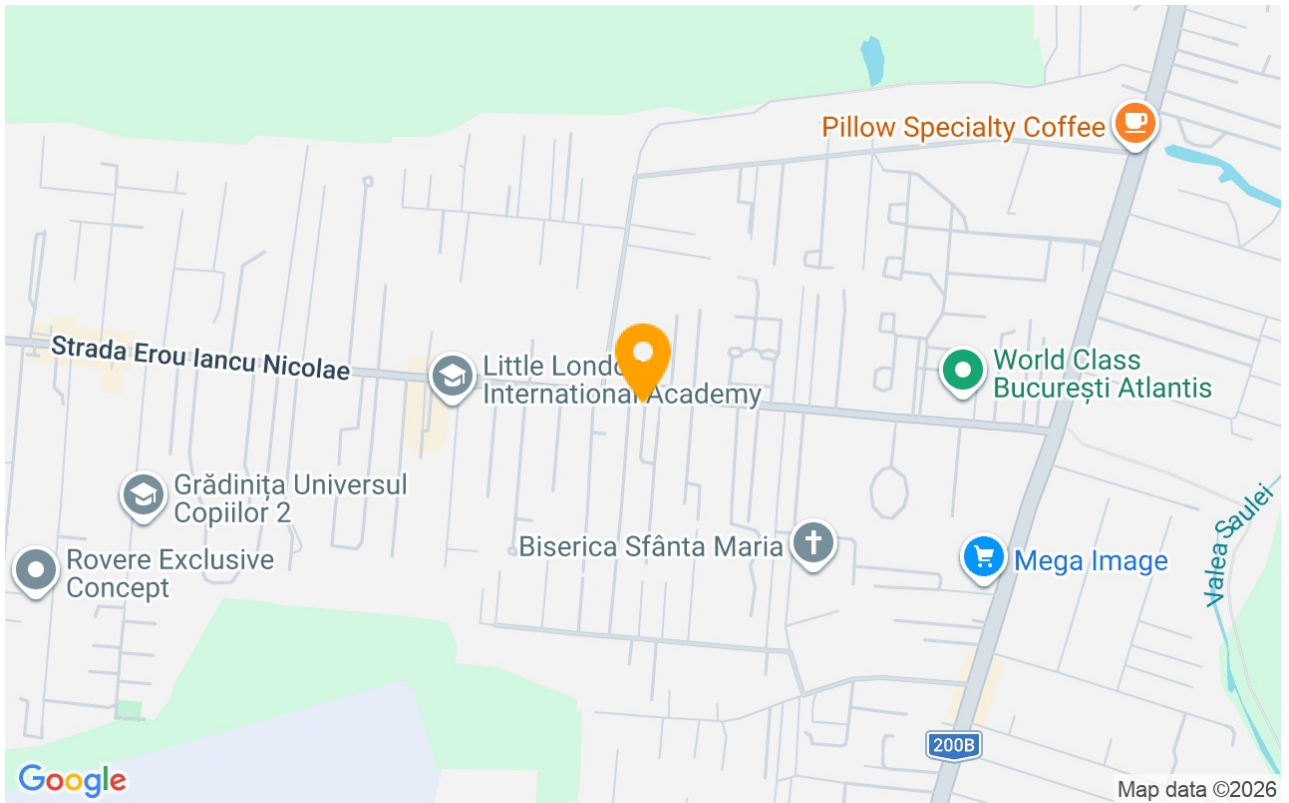 Pillow Specialty Coffee
Strada Erou Iancu Nicolae
Little London
International Academy
World Class
București Atlantis
Grădinița Universul
Copiilor 2
Biserica Sfânta Maria
Mega Image
Rovere Exclusive
Concept
Valea Saulei
200B
Google
Map data ©2026